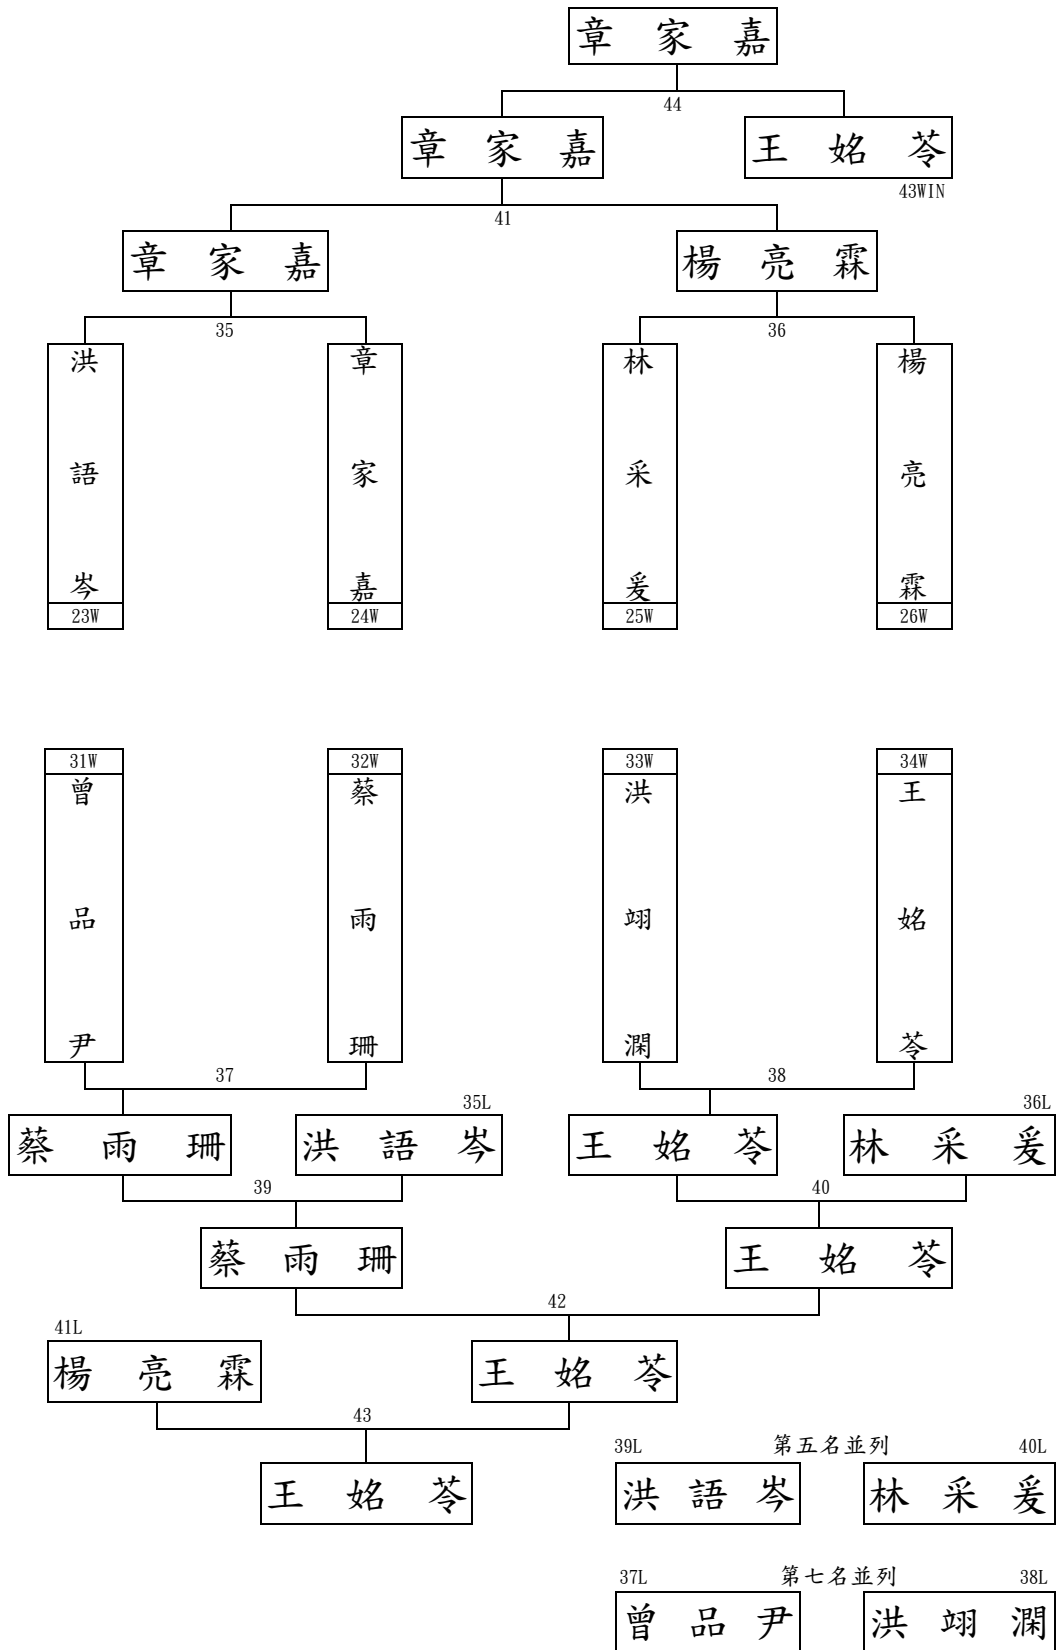 章 家 嘉
44
章 家 嘉 王 姳 苓
43WIN
41
章 家 嘉 楊 亮 霖
35 36
洪語岑 章家嘉 林采爰 楊亮霖
23W 24W 25W 26W
31W 32W 33W 34W
曾品尹 蔡雨珊 洪翊潣 王姳苓
37 38
35L 36L
蔡 雨 珊 洪 語 岑 王 姳 苓 林 采 爰
39 40
蔡 雨 珊 王 姳 苓
42
41L
楊 亮 霖 王 姳 苓
43
39L 第五名並列 40L
王 姳 苓 洪 語 岑 林 采 爰
37L 第七名並列 38L
曾 品 尹 洪 翊 潣